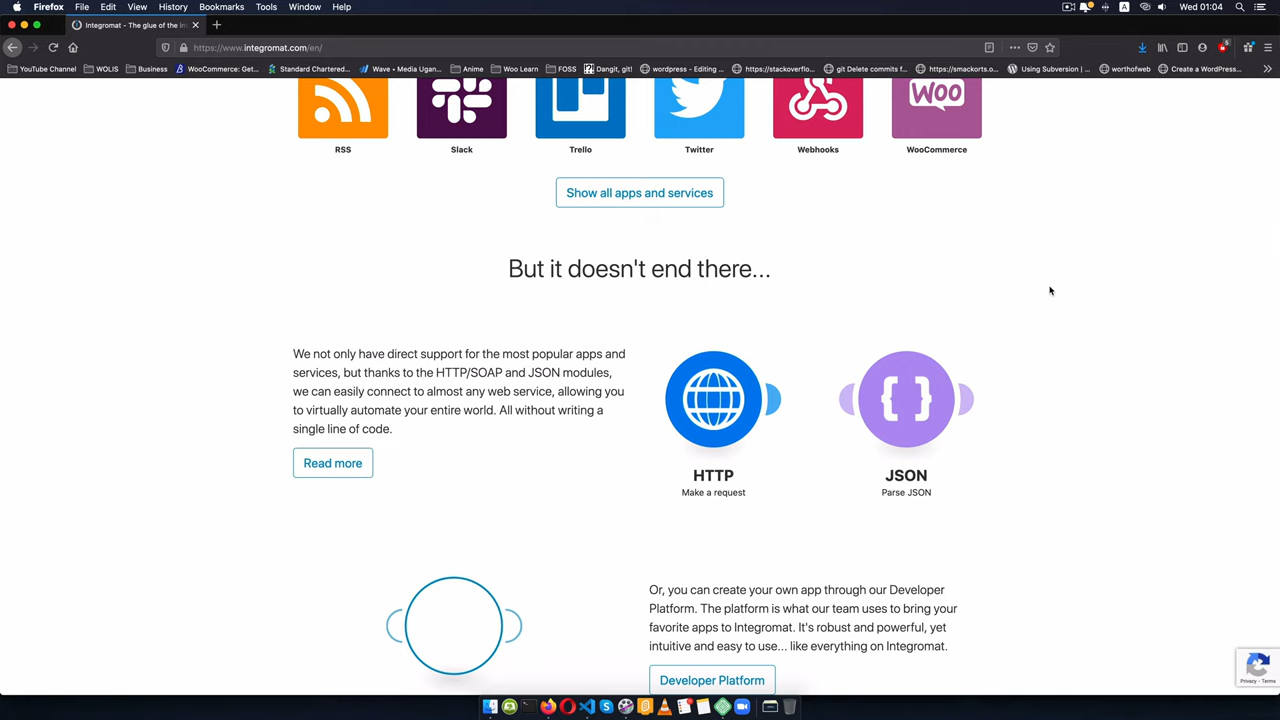 Firefox File Edit View History Bookmarks Tools Window Help Wed 01:04
Integromat - The glue of the in
https://www.integromat.com/en/
YouTube Channel WOLIS Business WooCommerce: Get... Standard Chartered... Wave + Media Ugan... Anime Woo Learn FOSS Dangit, git! wordpress - Editing ... https://stackoverflo... git Delete commits f... https://smackorts.o... Using Subversion | ... worthofweb Create a WordPress...
WOO
RSS Slack Trello Twitter Webhooks WooCommerce
Show all apps and services
But it doesn't end there...
We not only have direct support for the most popular apps and
services, but thanks to the HTTP/SOAP and JSON modules,
we can easily connect to almost any web service, allowing you
to virtually automate your entire world. All without writing a
single line of code.
Read more
HTTP
Make a request
JSON
Parse JSON
Or, you can create your own app through our Developer
Platform. The platform is what our team uses to bring your
favorite apps to Integromat. It's robust and powerful, yet
intuitive and easy to use... like everything on Integromat.
Developer Platform
Privacy - Terms